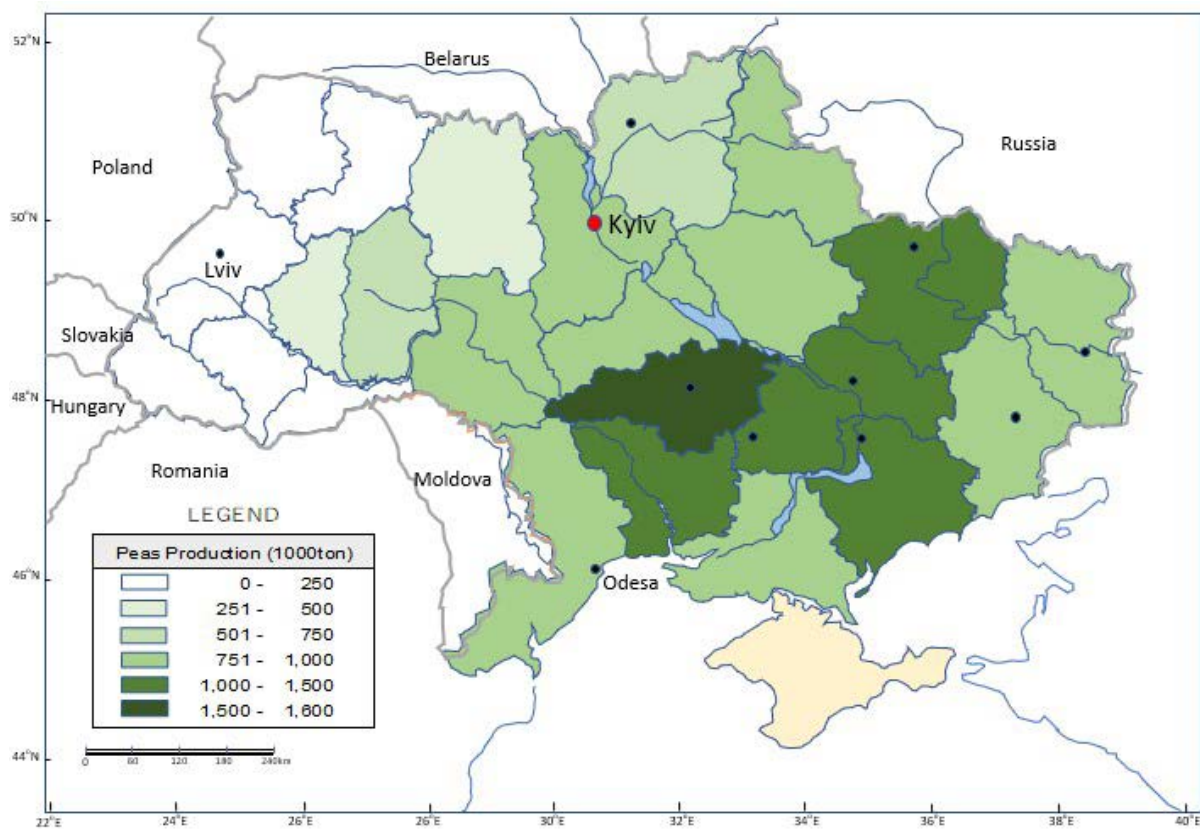 52°N
Belarus
Poland
Russia
50°N
Kyiv
Lviv
Slovakia
48°N
Hungary
Romania
Moldova
LEGEND
Peas Production (1000ton)
0 - 250
251 - 500
501 - 750
751 - 1,000
1,000 - 1,500
1,500 - 1,600
46°N
Odesa
44°N
0 60 120 180 240km
22°E 24°E 26°E 28°E 30°E 32°E 34°E 36°E 38°E 40°E